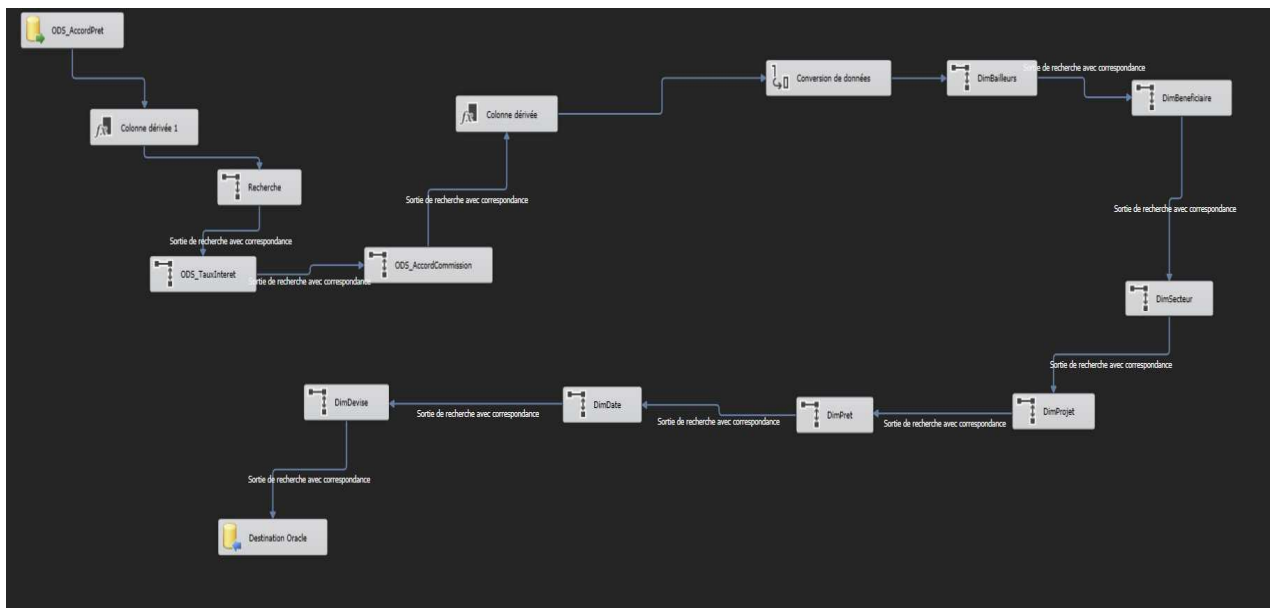 ODS_AccordPret
Colonne dérivée 1
Recherche
Sortie de recherche avec correspondance
ODS_TauxInteret
Sortie de recherche avec correspondance
ODS_AccordCommission
Sortie de recherche avec correspondance
Colonne dérivée
Conversion de données
DimBailleurs
Sortie de recherche avec correspondance
DimBeneficiaire
Sortie de recherche avec correspondance
DimSecteur
Sortie de recherche avec correspondance
DimProjet
Sortie de recherche avec correspondance
DimPret
Sortie de recherche avec correspondance
DimDate
Sortie de recherche avec correspondance
DimDevise
Sortie de recherche avec correspondance
Destination Oracle